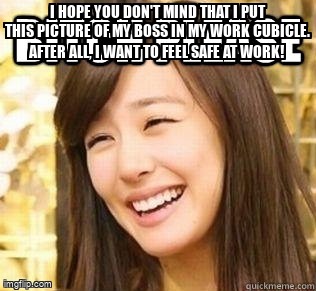 I HOPE YOU DON'T MIND THAT I PUT
THIS PICTURE OF MY BOSS IN MY WORK CUBICLE.
AFTER ALL, I WANT TO FEEL SAFE AT WORK!
imgflip.com
quickmeme.com